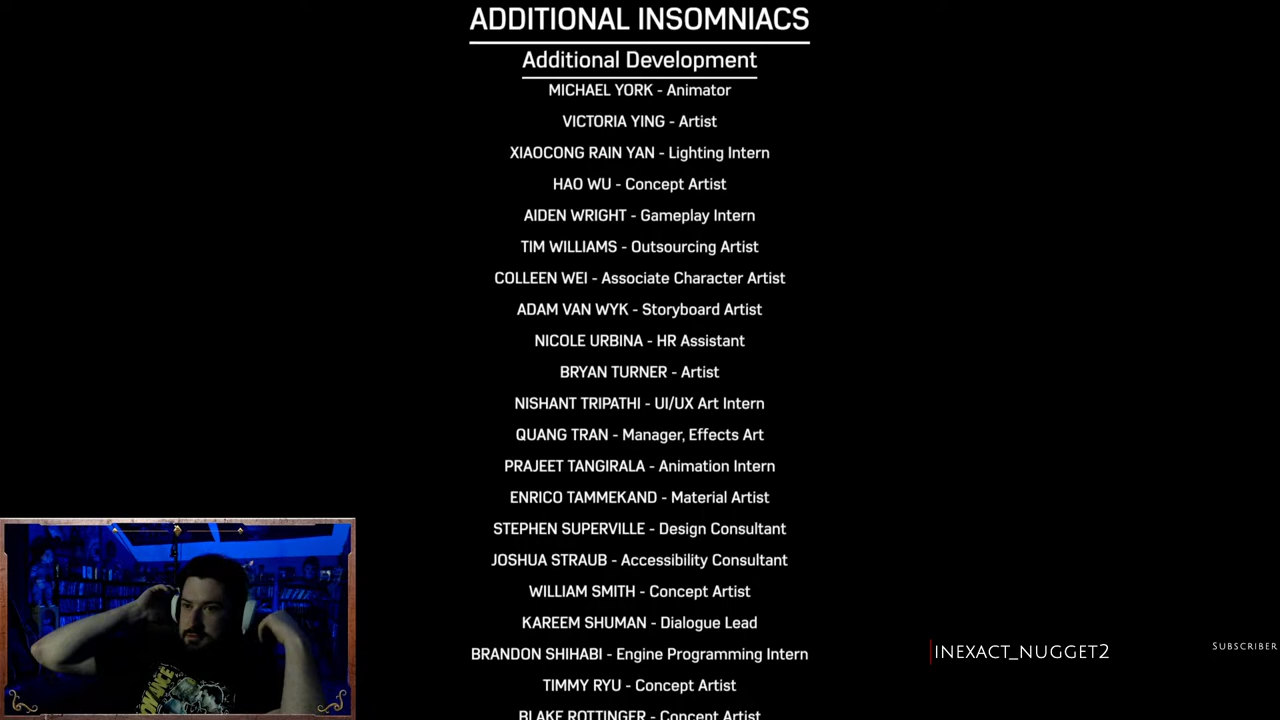 ADDITIONAL INSOMNIACS
Additional Development
MICHAEL YORK - Animator
VICTORIA YING - Artist
XIAOCONG RAIN YAN - Lighting Intern
HAO WU - Concept Artist
AIDEN WRIGHT - Gameplay Intern
TIM WILLIAMS - Outsourcing Artist
COLLEEN WEI - Associate Character Artist
ADAM VAN WYK - Storyboard Artist
NICOLE URBINA - HR Assistant
BRYAN TURNER - Artist
NISHANT TRIPATHI - UI/UX Art Intern
QUANG TRAN - Manager, Effects Art
PRAJEET TANGIRALA - Animation Intern
ENRICO TAMMEKAND - Material Artist
STEPHEN SUPERVILLE - Design Consultant
JOSHUA STRAUB - Accessibility Consultant
WILLIAM SMITH - Concept Artist
KAREEM SHUMAN - Dialogue Lead
BRANDON SHIHABI - Engine Programming Intern
TIMMY RYU - Concept Artist
BLAKE ROTTINGER - Concept Artist
INEXACT_NUGGET2
SUBSCRIBER